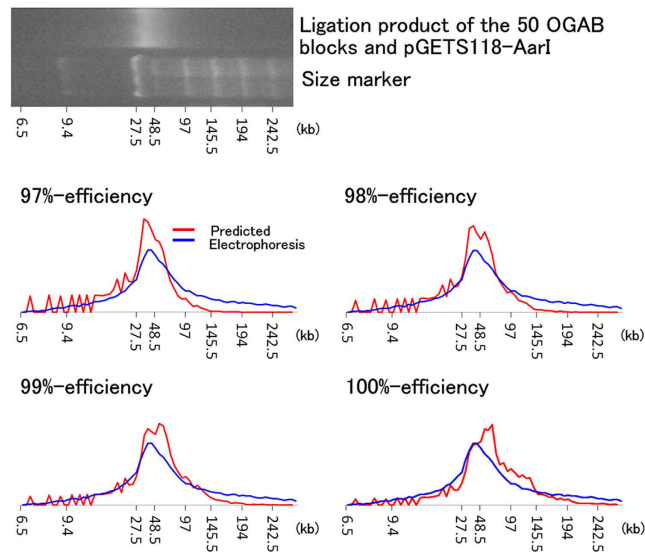 Ligation product of the 50 OGAB
blocks and pGETS118-AarI
Size marker
6.5 9.4 27.5 48.5 97 145.5 194 242.5 (kb)
97%-efficiency
98%-efficiency
Predicted
Electrophoresis
6.5 9.4 27.5 48.5 97 145.5 194 242.5 (kb)
6.5 9.4 27.5 48.5 97 145.5 194 242.5 (kb)
99%-efficiency
100%-efficiency
6.5 9.4 27.5 48.5 97 145.5 194 242.5 (kb)
6.5 9.4 27.5 48.5 97 145.5 194 242.5 (kb)